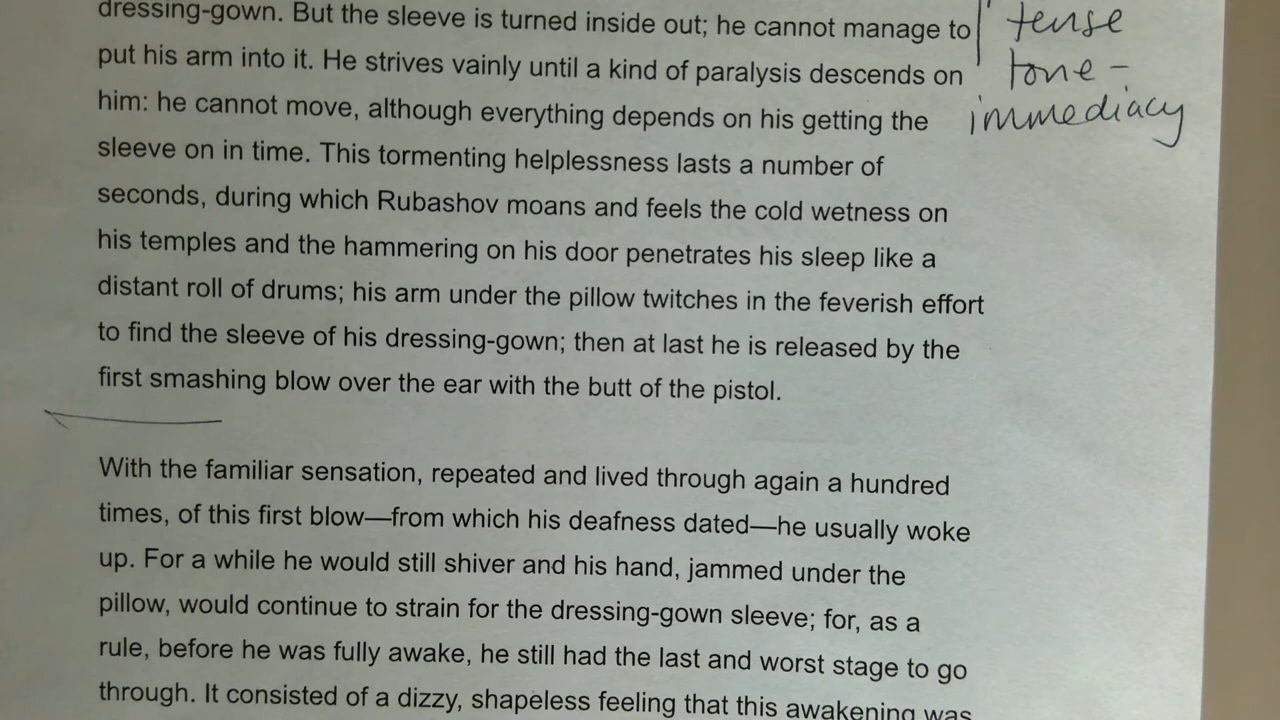 dressing-gown. But the sleeve is turned inside out; he cannot manage to
put his arm into it. He strives vainly until a kind of paralysis descends on
him: he cannot move, although everything depends on his getting the
sleeve on in time. This tormenting helplessness lasts a number of
seconds, during which Rubashov moans and feels the cold wetness on
his temples and the hammering on his door penetrates his sleep like a
distant roll of drums; his arm under the pillow twitches in the feverish effort
to find the sleeve of his dressing-gown; then at last he is released by the
first smashing blow over the ear with the butt of the pistol.
With the familiar sensation, repeated and lived through again a hundred
times, of this first blow—from which his deafness dated—he usually woke
up. For a while he would still shiver and his hand, jammed under the
pillow, would continue to strain for the dressing-gown sleeve; for, as a
rule, before he was fully awake, he still had the last and worst stage to go
through. It consisted of a dizzy, shapeless feeling that this awakening was
tense
tone -
immediacy